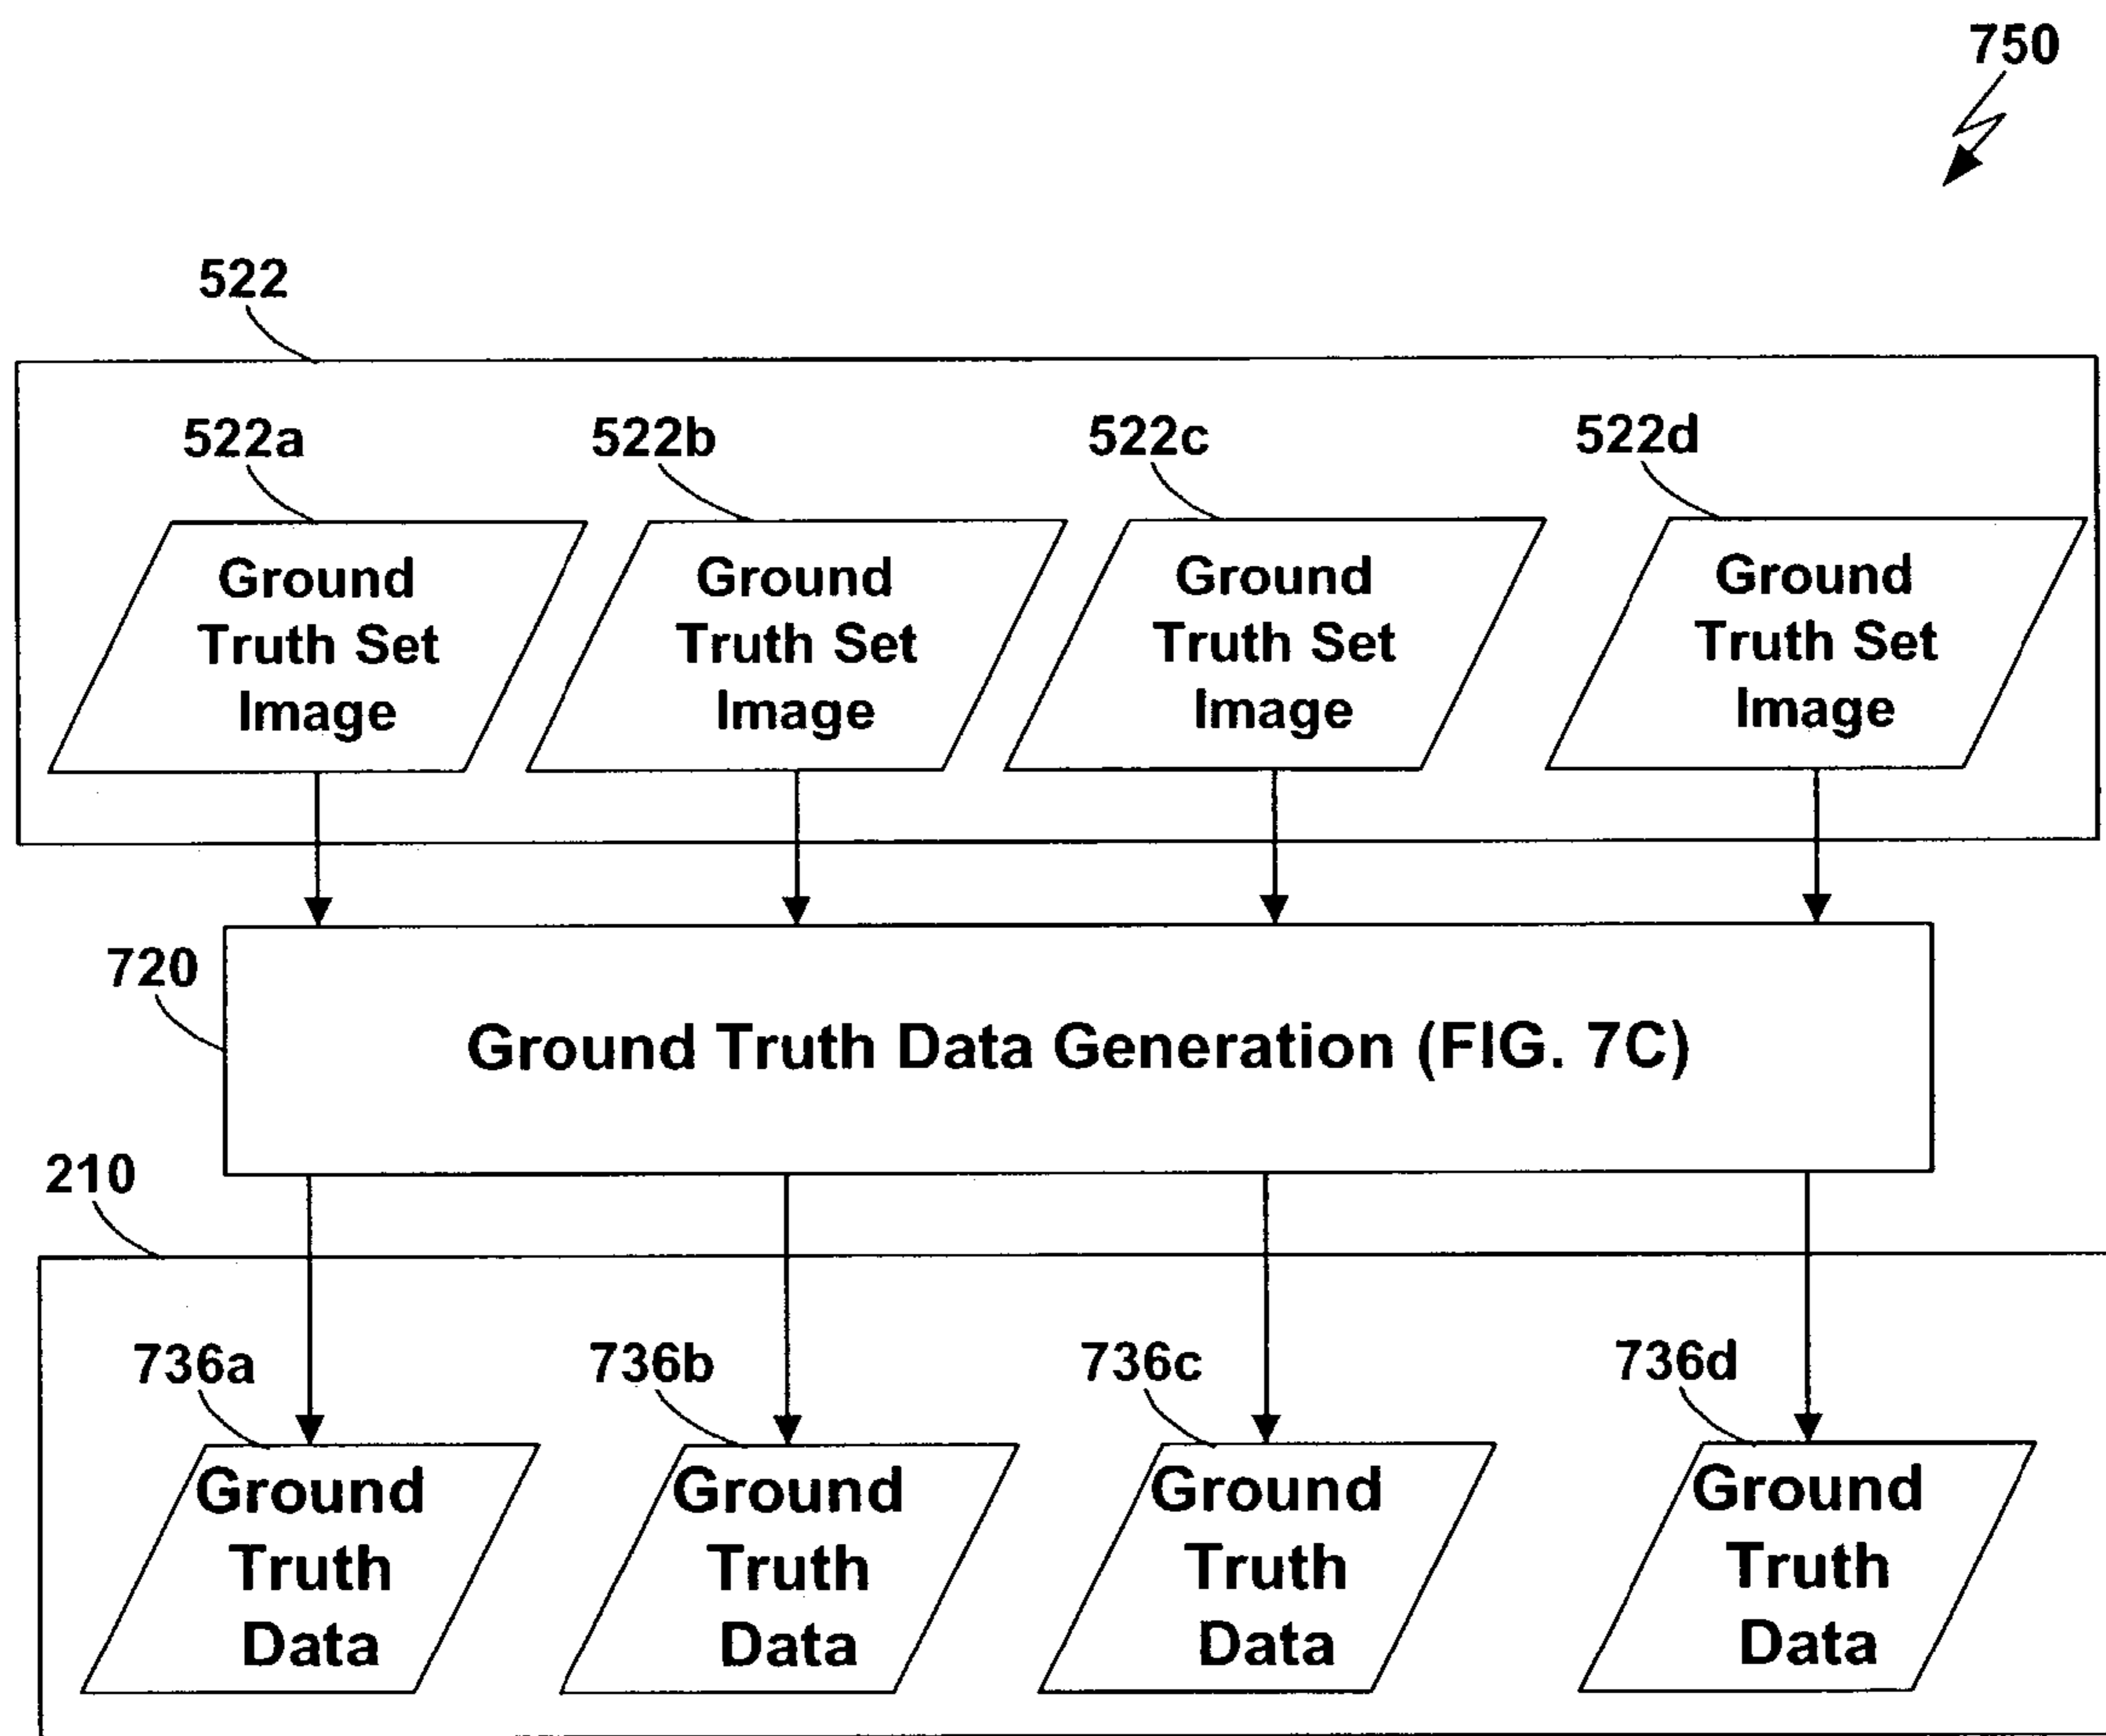 750
522
522a
522b
522c
522d
Ground
Truth Set
Image
Ground
Truth Set
Image
Ground
Truth Set
Image
Ground
Truth Set
Image
720
Ground Truth Data Generation (FIG. 7C)
210
736a
736b
736c
736d
Ground
Truth
Data
Ground
Truth
Data
Ground
Truth
Data
Ground
Truth
Data